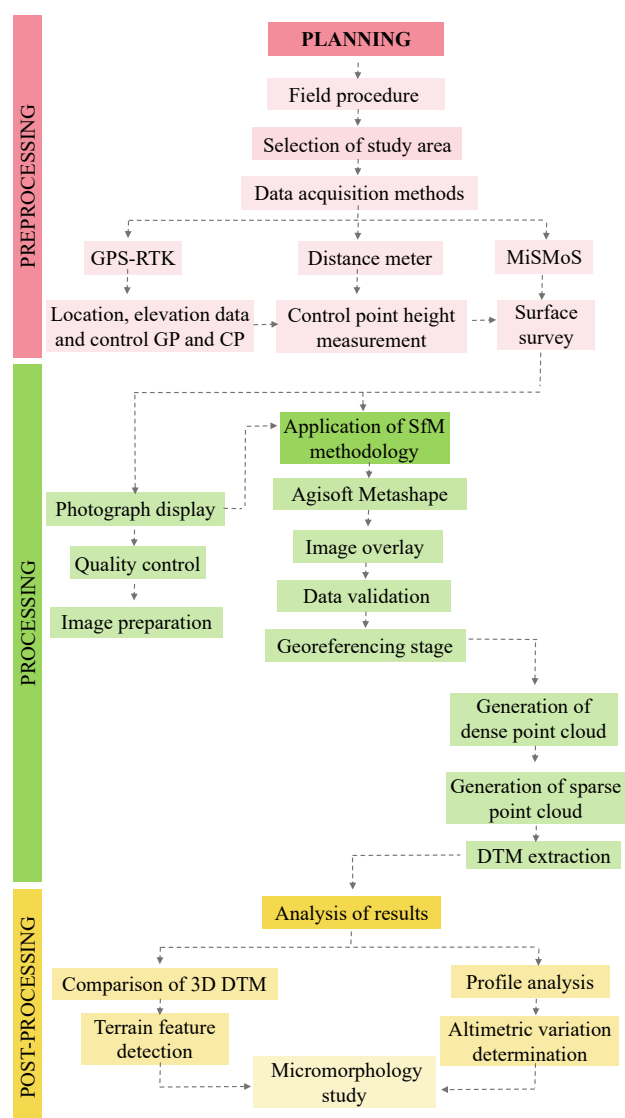 PREPROCESSING
PLANNING
Field procedure
Selection of study area
Data acquisition methods
GPS-RTK
Distance meter
MiSMoS
Location, elevation data
and control GP and CP
Control point height
measurement
Surface
survey
PROCESSING
Application of SfM
methodology
Agisoft Metashape
Photograph display
Image overlay
Quality control
Data validation
Image preparation
Georeferencing stage
Generation of
dense point cloud
Generation of sparse
point cloud
DTM extraction
POST-PROCESSING
Analysis of results
Comparison of 3D DTM
Profile analysis
Terrain feature
detection
Altimetric variation
determination
Micromorphology
study